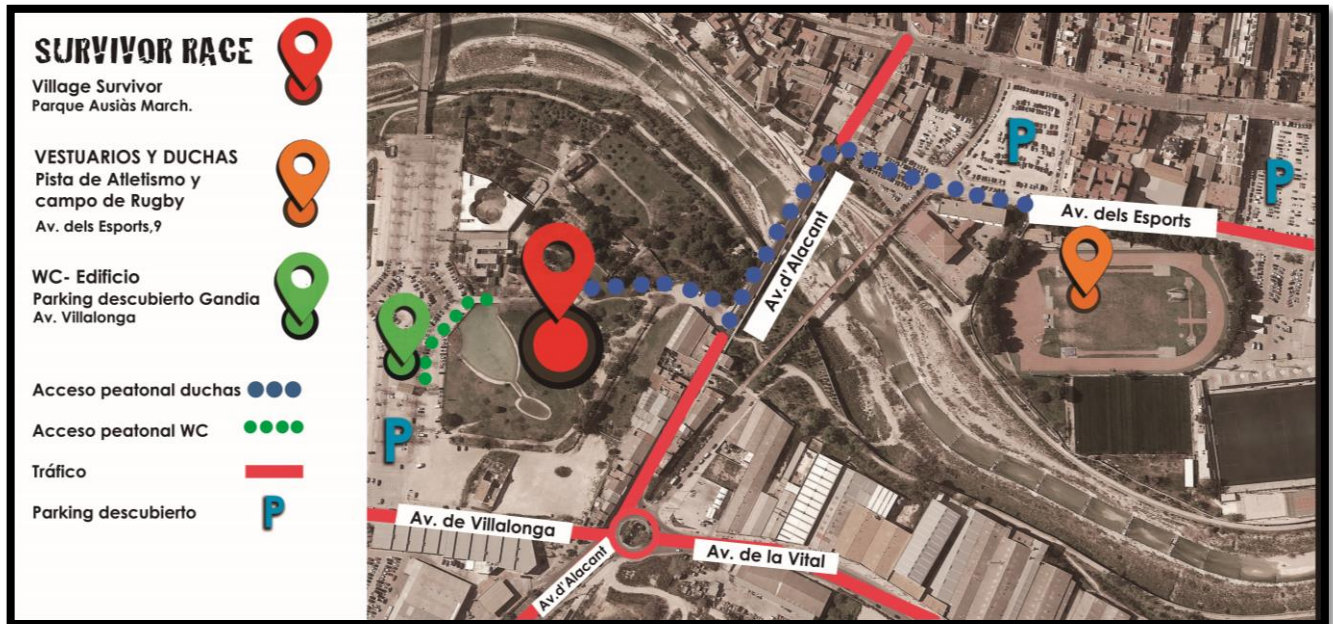 SURVIVOR RACE
Village Survivor
Parque Ausiàs March.
VESTUARIOS Y DUCHAS
Pista de Atletismo y
campo de Rugby
Av. dels Esports,9
WC- Edificio
Parking descubierto Gandia
Av. Villalonga
Acceso peatonal duchas
Acceso peatonal WC
Tráfico
Parking descubierto P
P
P
P
Av. dels Esports
Av.d'Alacant
Av. de Villalonga
Av. de la Vital
Av.d'Alacant